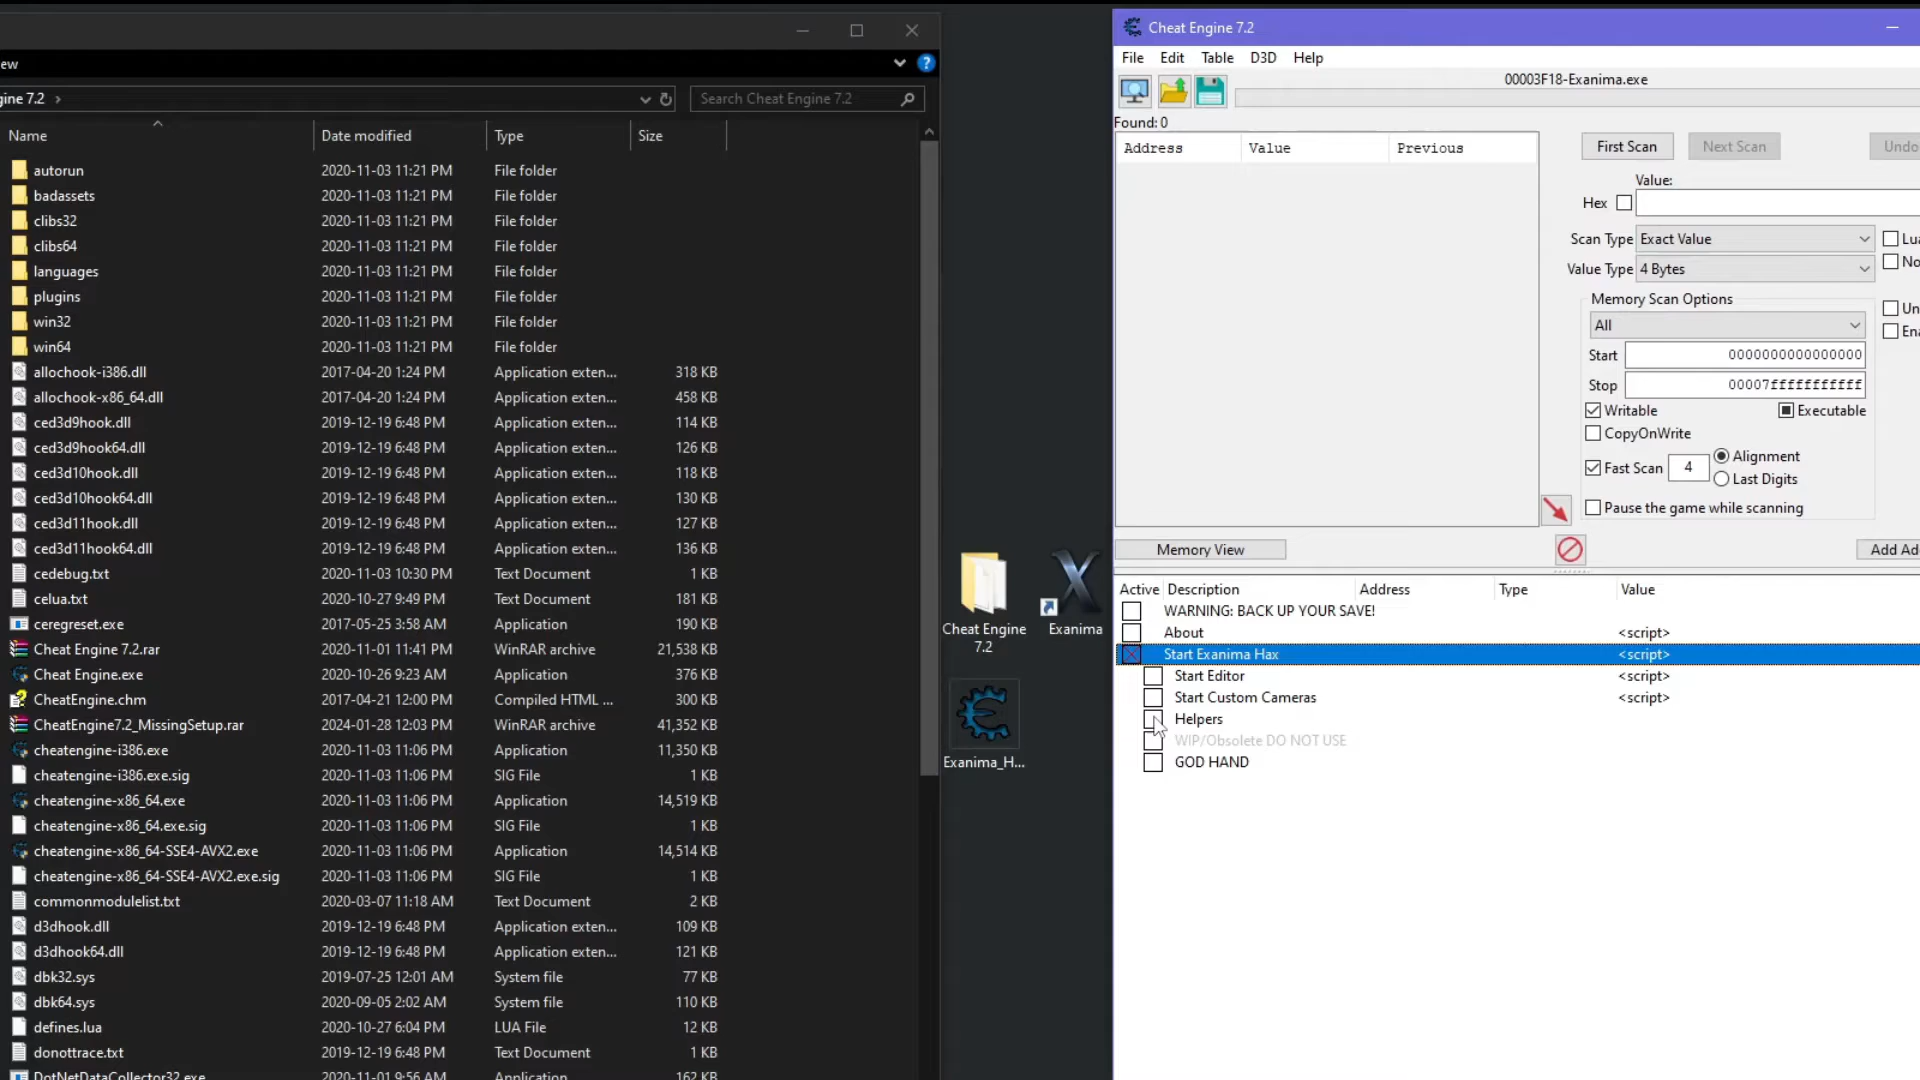 ew
gine 7.2
Search Cheat Engine 7.2
Name Date modified Type Size
autorun 2020-11-03 11:21 PM File folder
badassets 2020-11-03 11:21 PM File folder
clibs32 2020-11-03 11:21 PM File folder
clibs64 2020-11-03 11:21 PM File folder
languages 2020-11-03 11:21 PM File folder
plugins 2020-11-03 11:21 PM File folder
win32 2020-11-03 11:21 PM File folder
win64 2020-11-03 11:21 PM File folder
allochook-i386.dll 2017-04-20 1:24 PM Application exten... 318 KB
allochook-x86_64.dll 2017-04-20 1:24 PM Application exten... 458 KB
ced3d9hook.dll 2019-12-19 6:48 PM Application exten... 114 KB
ced3d9hook64.dll 2019-12-19 6:48 PM Application exten... 126 KB
ced3d10hook.dll 2019-12-19 6:48 PM Application exten... 118 KB
ced3d10hook64.dll 2019-12-19 6:48 PM Application exten... 130 KB
ced3d11hook.dll 2019-12-19 6:48 PM Application exten... 127 KB
ced3d11hook64.dll 2019-12-19 6:48 PM Application exten... 136 KB
cedebug.txt 2020-11-03 10:30 PM Text Document 1 KB
celua.txt 2020-10-27 9:49 PM Text Document 181 KB
ceregreset.exe 2017-05-25 3:58 AM Application 190 KB
Cheat Engine 7.2.rar 2020-11-01 11:41 PM WinRAR archive 21,538 KB
Cheat Engine.exe 2020-10-26 9:23 AM Application 376 KB
CheatEngine.chm 2017-04-21 12:00 PM Compiled HTML ... 300 KB
CheatEngine7.2_MissingSetup.rar 2024-01-28 12:03 PM WinRAR archive 41,352 KB
cheatengine-i386.exe 2020-11-03 11:06 PM Application 11,350 KB
cheatengine-i386.exe.sig 2020-11-03 11:06 PM SIG File 1 KB
cheatengine-x86_64.exe 2020-11-03 11:06 PM Application 14,519 KB
cheatengine-x86_64.exe.sig 2020-11-03 11:06 PM SIG File 1 KB
cheatengine-x86_64-SSE4-AVX2.exe 2020-11-03 11:06 PM Application 14,514 KB
cheatengine-x86_64-SSE4-AVX2.exe.sig 2020-11-03 11:06 PM SIG File 1 KB
commonmodulelist.txt 2020-03-07 11:18 AM Text Document 2 KB
d3dhook.dll 2019-12-19 6:48 PM Application exten... 109 KB
d3dhook64.dll 2019-12-19 6:48 PM Application exten... 121 KB
dbk32.sys 2019-07-25 12:01 AM System file 77 KB
dbk64.sys 2020-09-05 2:02 AM System file 110 KB
defines.lua 2020-10-27 6:04 PM LUA File 12 KB
donottrace.txt 2019-12-19 6:48 PM Text Document 1 KB
DotNetDataCollector32.exe 2020-11-01 9:56 AM Application 162 KB
Cheat Engine
7.2
Exanima
Exanima_H...
Cheat Engine 7.2
File Edit Table D3D Help
00003F18-Exanima.exe
Found: 0
Address Value Previous
First Scan Next Scan Undo
Value:
Hex
Scan Type Exact Value Lua
Value Type 4 Bytes No
Memory Scan Options
All
Un
Ena
Start 0000000000000000
Stop 00007fffffffffff
Writable Executable
CopyOnWrite
Fast Scan 4 Alignment
Last Digits
Pause the game while scanning
Memory View Add Ad
Active Description Address Type Value
WARNING: BACK UP YOUR SAVE!
About <script>
Start Exanima Hax <script>
Start Editor <script>
Start Custom Cameras <script>
Helpers
WIP/Obsolete DO NOT USE
GOD HAND